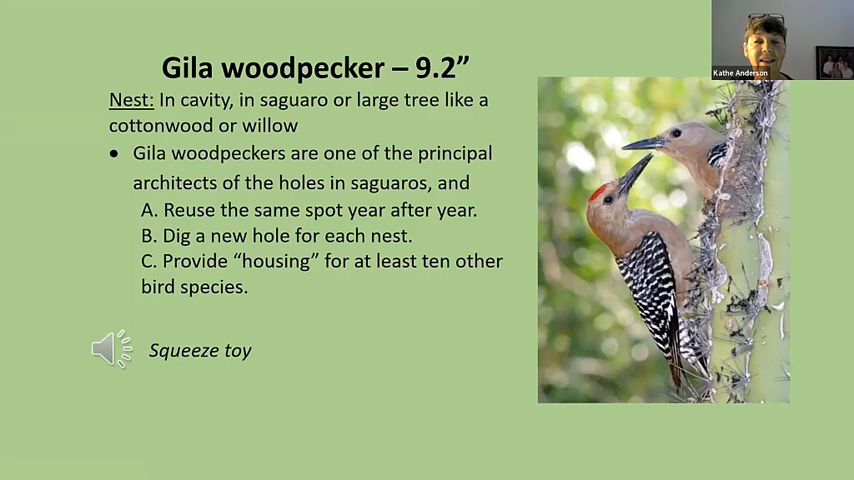 Kathe Anderson
Gila woodpecker – 9.2”
Nest: In cavity, in saguaro or large tree like a
cottonwood or willow
• Gila woodpeckers are one of the principal
architects of the holes in saguaros, and
A. Reuse the same spot year after year.
B. Dig a new hole for each nest.
C. Provide “housing” for at least ten other
bird species.
Squeeze toy